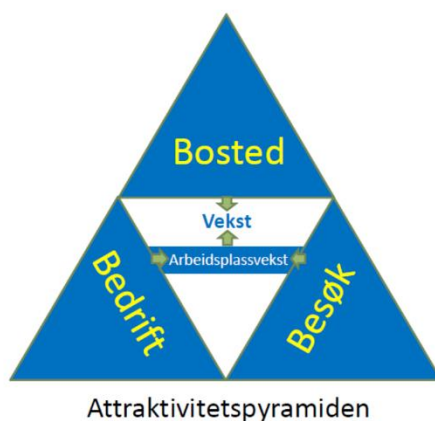 Bosted
Vekst
Arbeidsplassvekst
Bedrift
Besøk
Attraktivitetspyramiden